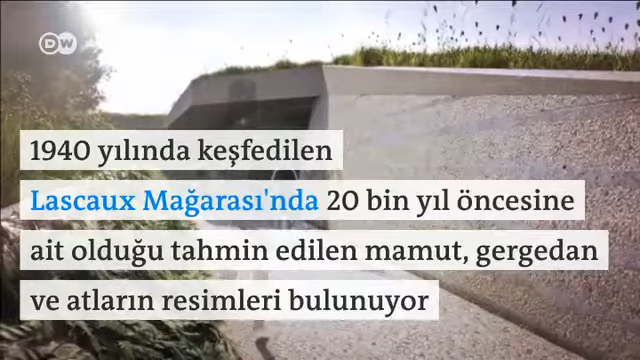 DW
1940 yılında keşfedilen
Lascaux Mağarası'nda 20 bin yıl öncesine
ait olduğu tahmin edilen mamut, gergedan
ve atların resimleri bulunuyor